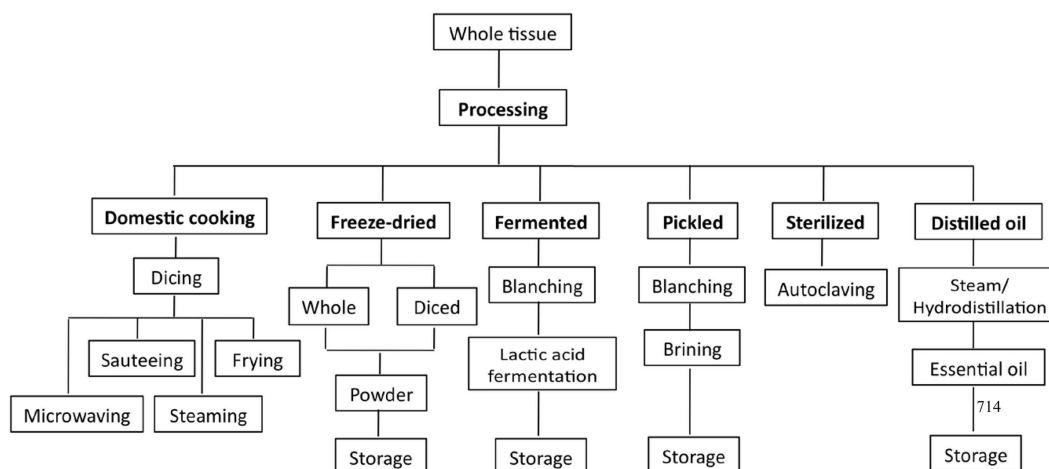 Whole tissue
Processing
Domestic cooking
Freeze-dried
Fermented
Pickled
Sterilized
Distilled oil
Dicing
Whole
Diced
Blanching
Blanching
Autoclaving
Steam/
Hydrodistillation
Sauteeing
Frying
Lactic acid
fermentation
Brining
Essential oil
Microwaving
Steaming
Powder
714
Storage
Storage
Storage
Storage